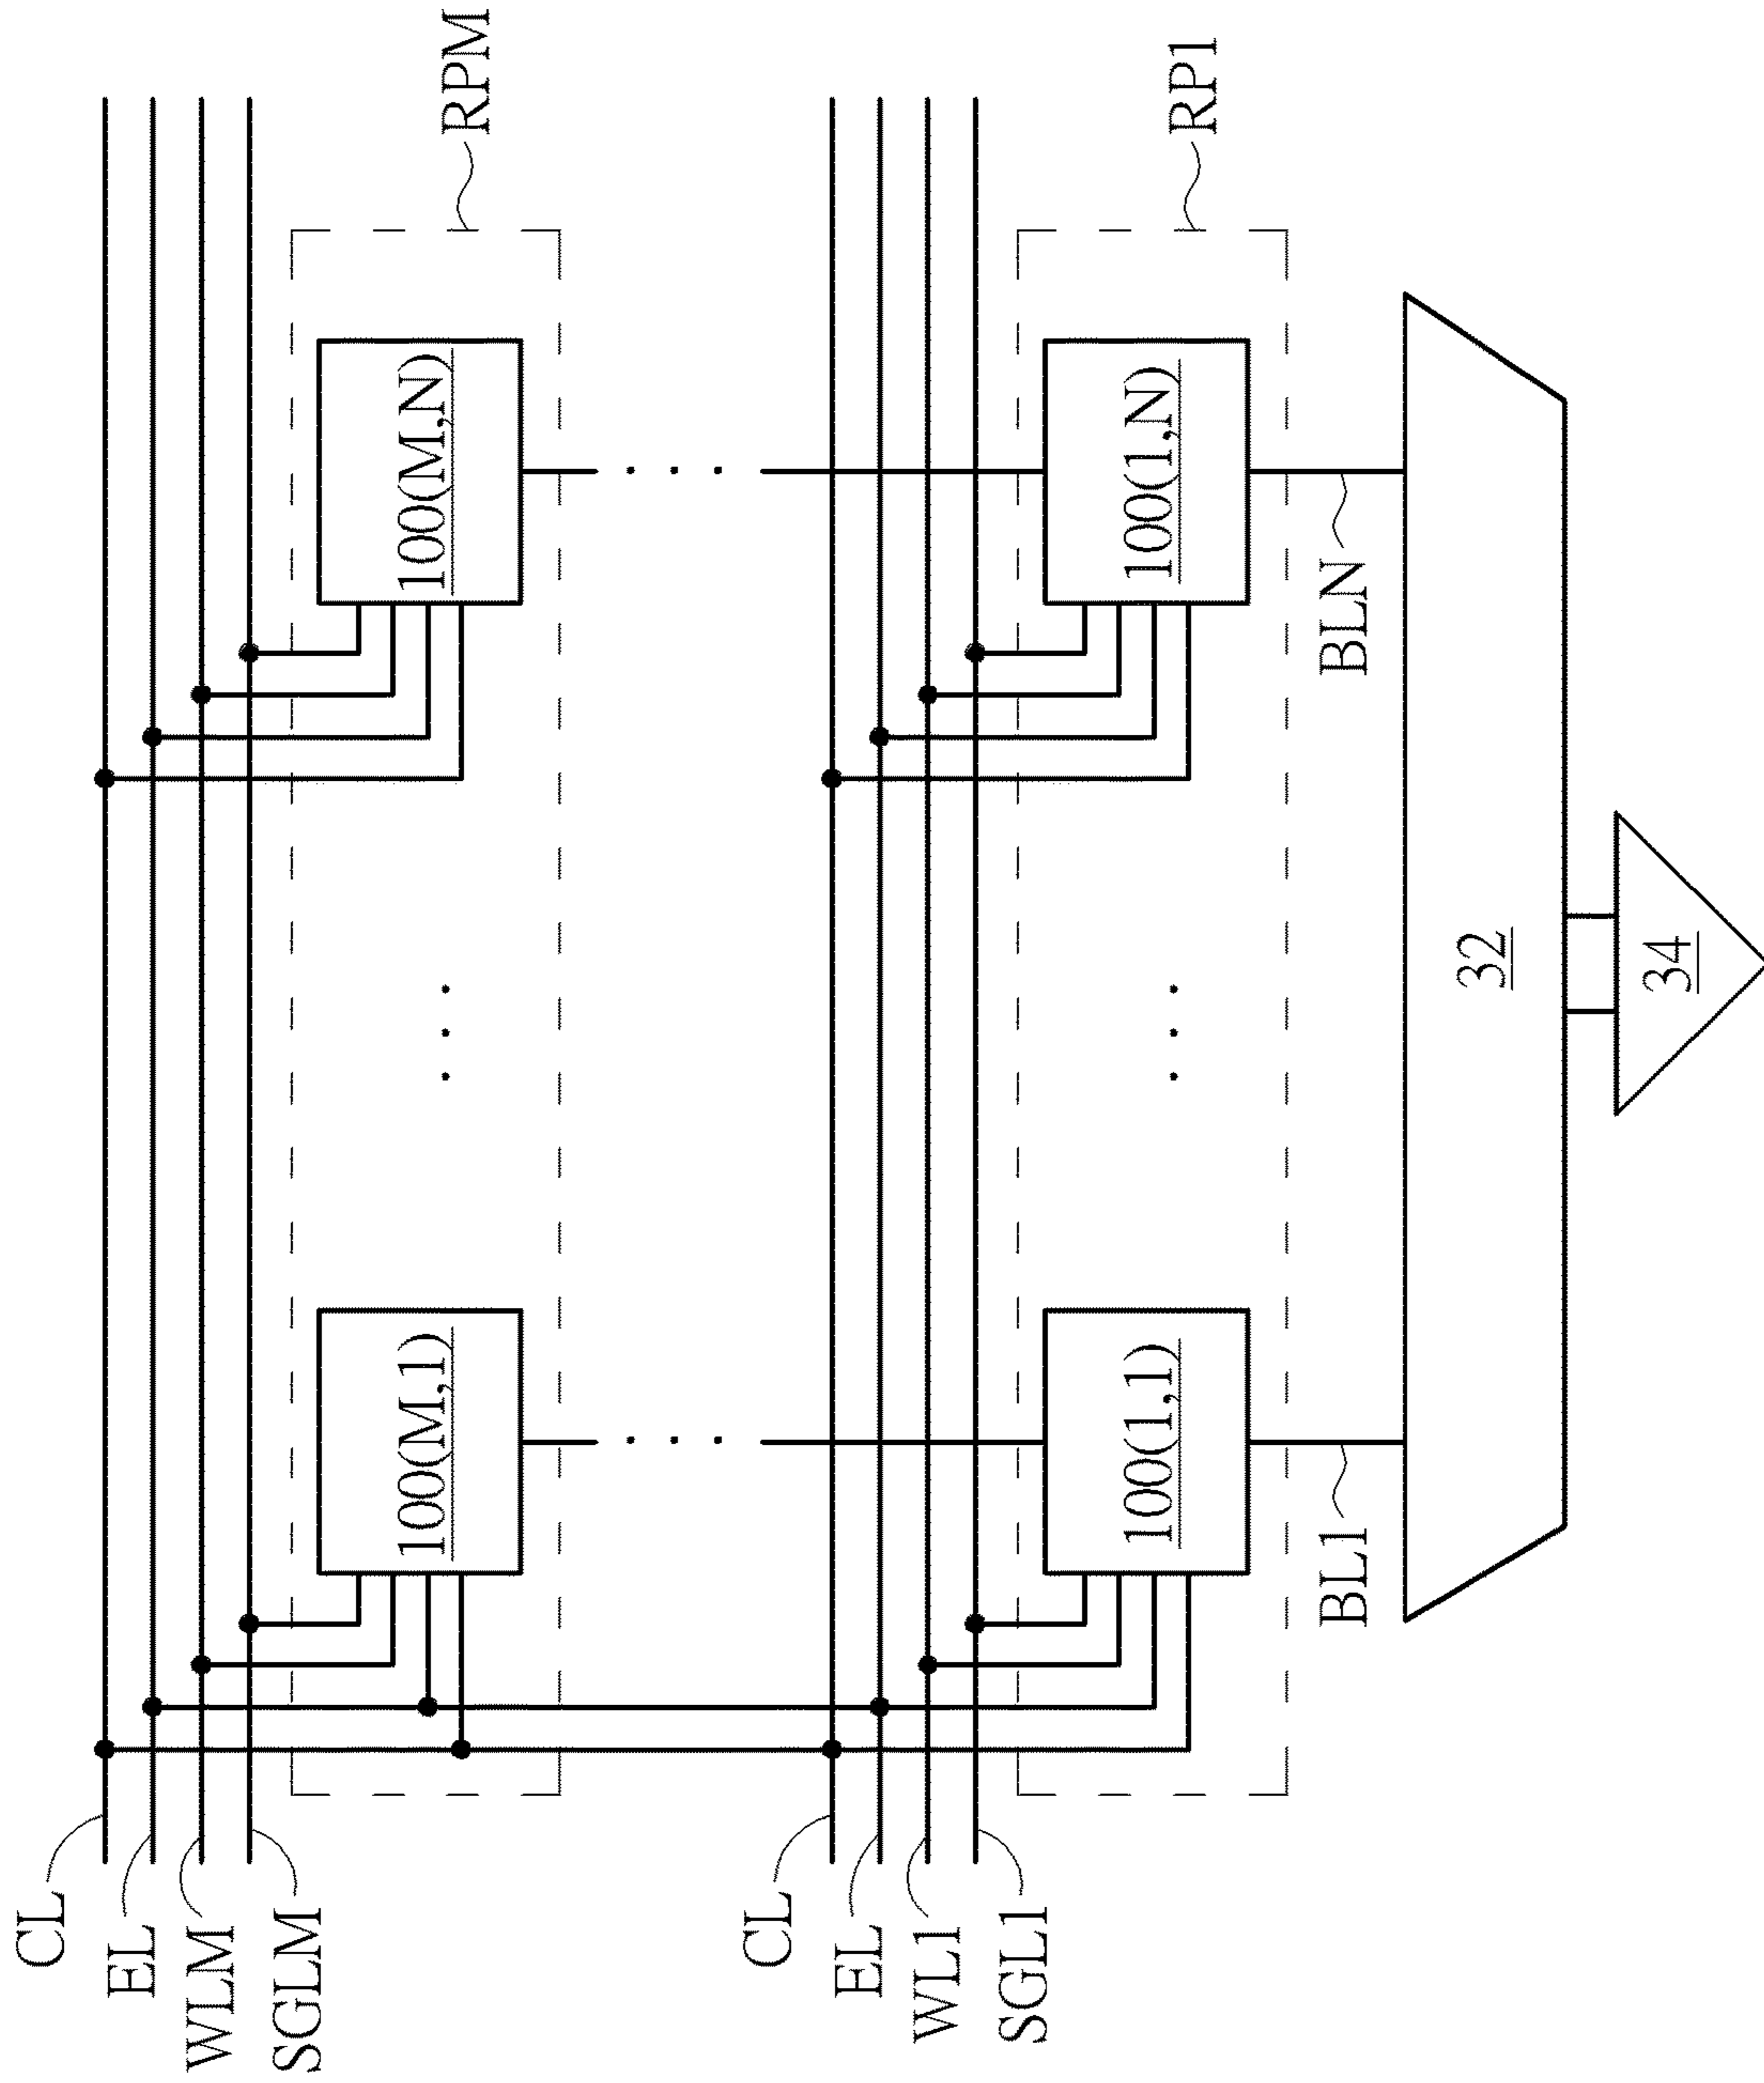 CL
EL
WLM
SGLM
100(M,1)
100(M,N)
RPM
CL
EL
WL1
SGL1
100(1,1)
100(1,N)
RP1
BL1
BLN
32
34